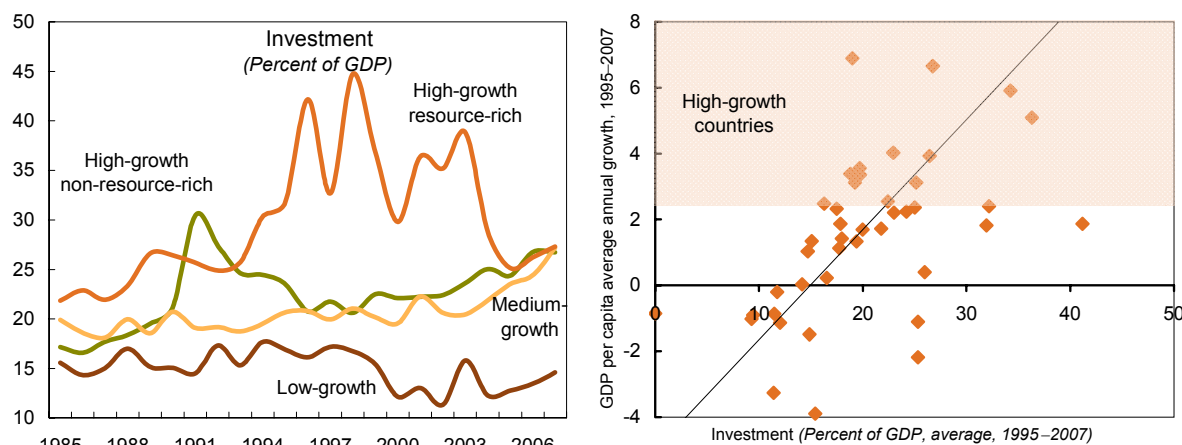 50
45
40
35
30
25
20
15
10
Investment
(Percent of GDP)
High-growth
resource-rich
High-growth
non-resource-rich
Medium-
growth
Low-growth
1985 1988 1991 1994 1997 2000 2003 2006
GDP per capita average annual growth, 1995–2007
8
6
4
2
0
-2
-4
High-growth
countries
0 10 20 30 40 50
Investment (Percent of GDP, average, 1995–2007)